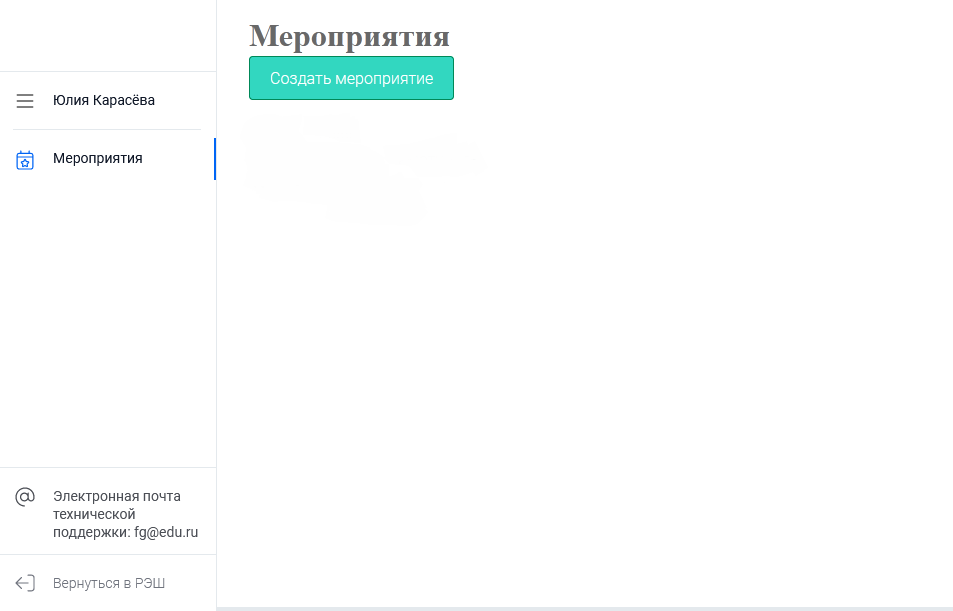 Мероприятия
Создать мероприятие
Юлия Карасёва
Мероприятия
Электронная почта
технической
поддержки: fg@edu.ru
Вернуться в РЭШ